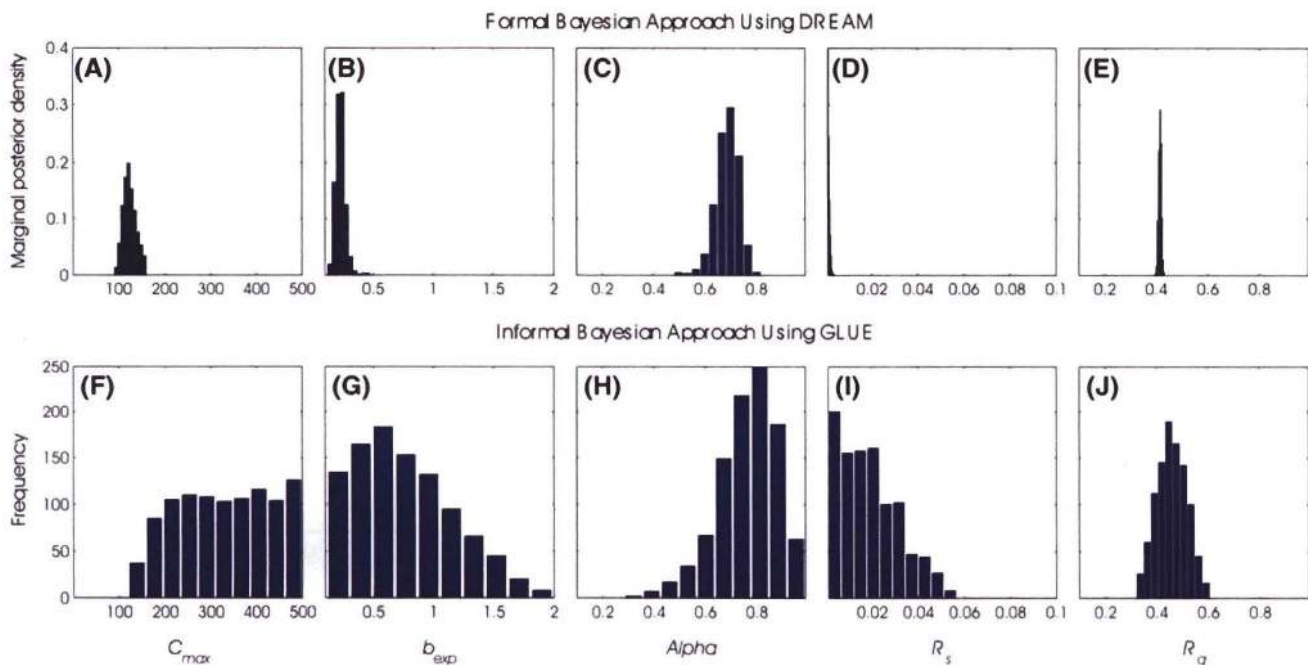 Formal Bayesian Approach Using DREAM
Marginal posterior density
0.4
0.3
0.2
0.1
0
(A)
(B)
(C)
(D)
(E)
100 200 300 400 500
0.5 1 1.5 2
0.2 0.4 0.6 0.8
0.02 0.04 0.06 0.08 0.1
0.2 0.4 0.6 0.8
Informal Bayesian Approach Using GLUE
Frequency
250
200
150
100
50
0
(F)
(G)
(H)
(I)
(J)
100 200 300 400 500
0.5 1 1.5 2
0.2 0.4 0.6 0.8
0.02 0.04 0.06 0.08 0.1
0.2 0.4 0.6 0.8
C_max
b_exp
Alpha
R_s
R_q